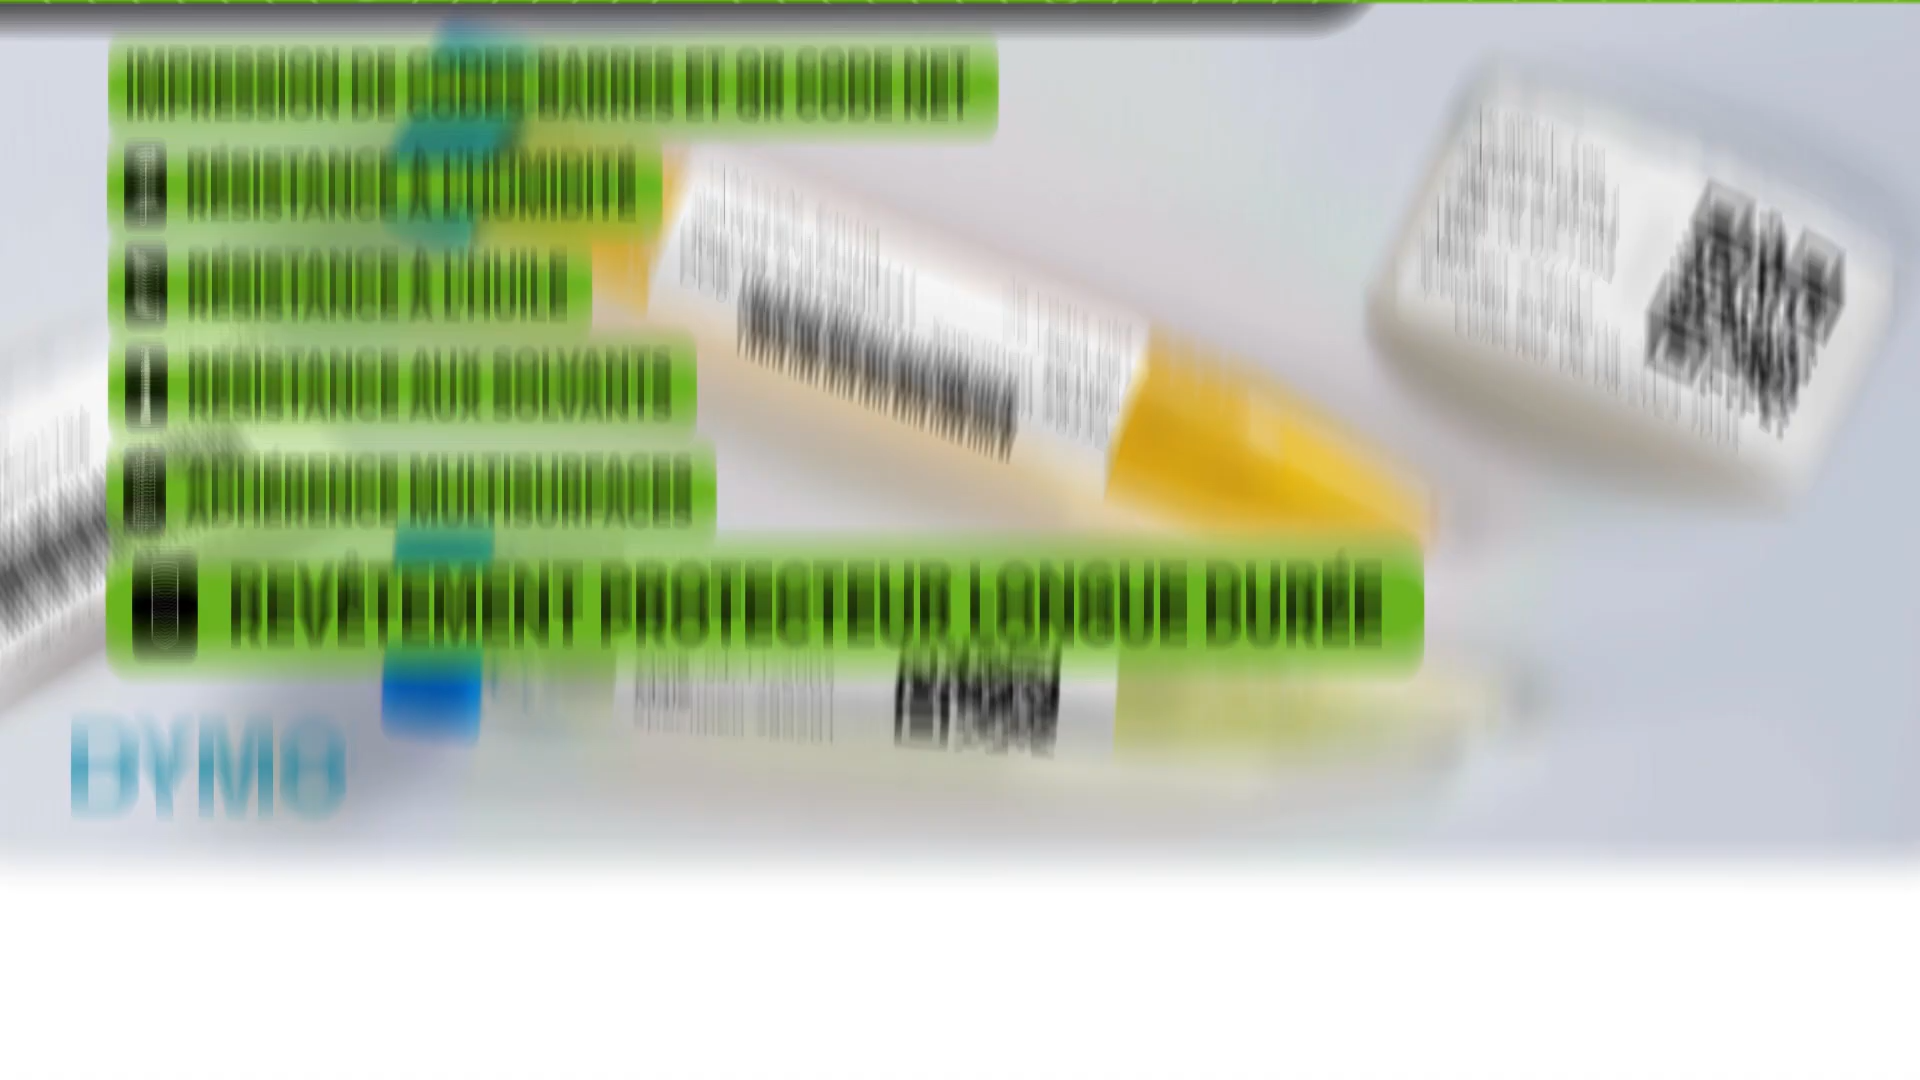 IMPRESSION DE CODE BARRES ET QR CODE NET
RÉSISTANCE À L'HUMIDITÉ
RÉSISTANCE À L'HUILE
RÉSISTANCE AUX SOLVANTS
ADHÉRENCE MULTISURFACES
REVÊTEMENT PROTECTEUR LONGUE DURÉE
DYMO